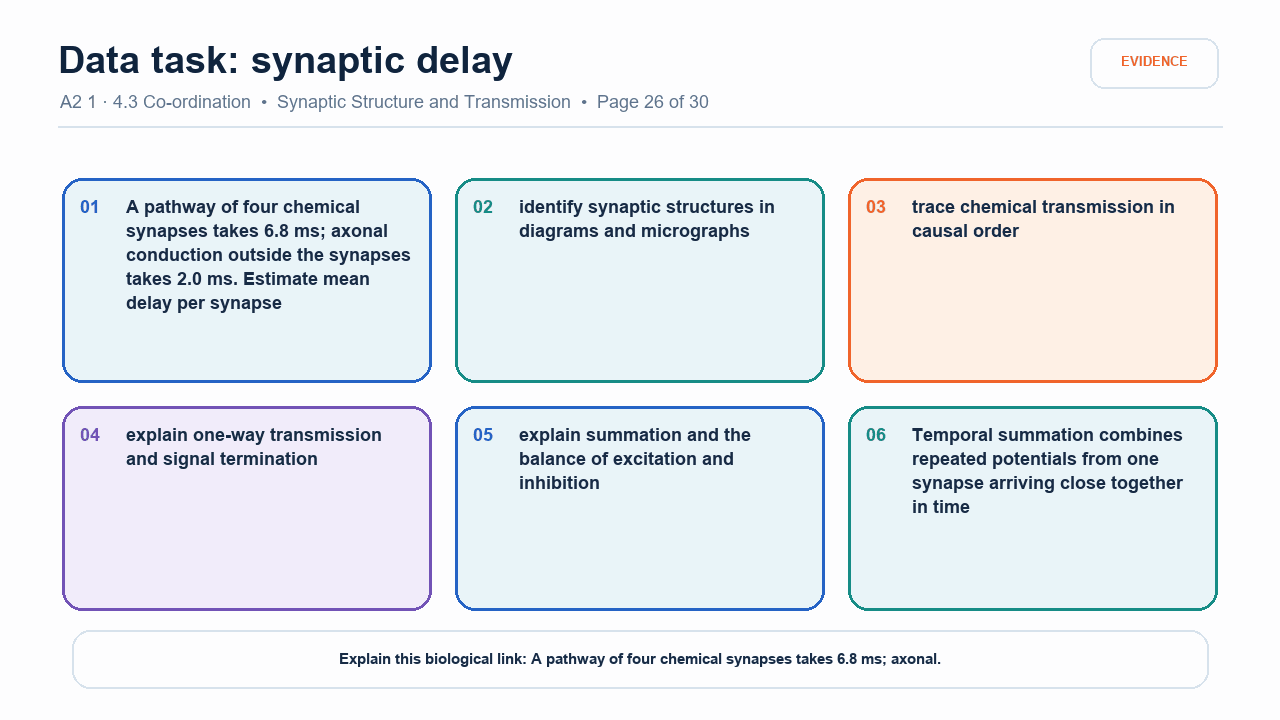 Data task: synaptic delay
EVIDENCE
A2 1 · 4.3 Co-ordination • Synaptic Structure and Transmission • Page 26 of 30
01
A pathway of four chemical
synapses takes 6.8 ms; axonal
conduction outside the synapses
takes 2.0 ms. Estimate mean
delay per synapse
02
identify synaptic structures in
diagrams and micrographs
03
trace chemical transmission in
causal order
04
explain one-way transmission
and signal termination
05
explain summation and the
balance of excitation and
inhibition
06
Temporal summation combines
repeated potentials from one
synapse arriving close together
in time
Explain this biological link: A pathway of four chemical synapses takes 6.8 ms; axonal.